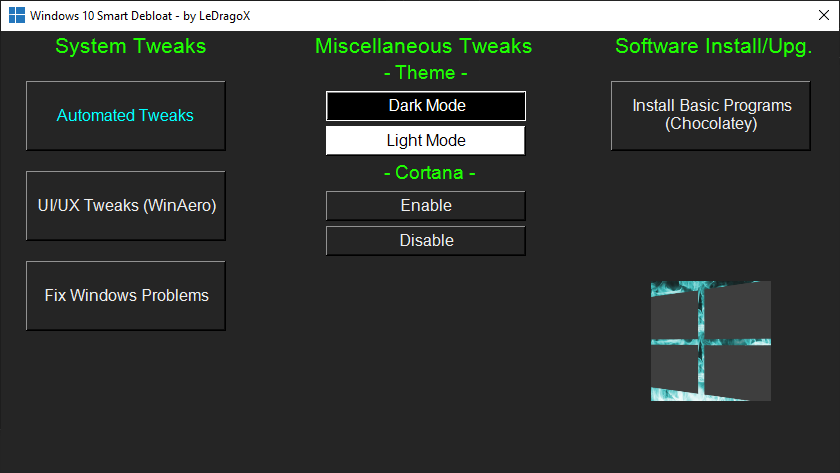 Windows 10 Smart Debloat - by LeDragoX
System Tweaks
Automated Tweaks
UI/UX Tweaks (WinAero)
Fix Windows Problems
Miscellaneous Tweaks
- Theme -
Dark Mode
Light Mode
- Cortana -
Enable
Disable
Software Install/Upg.
Install Basic Programs
(Chocolatey)